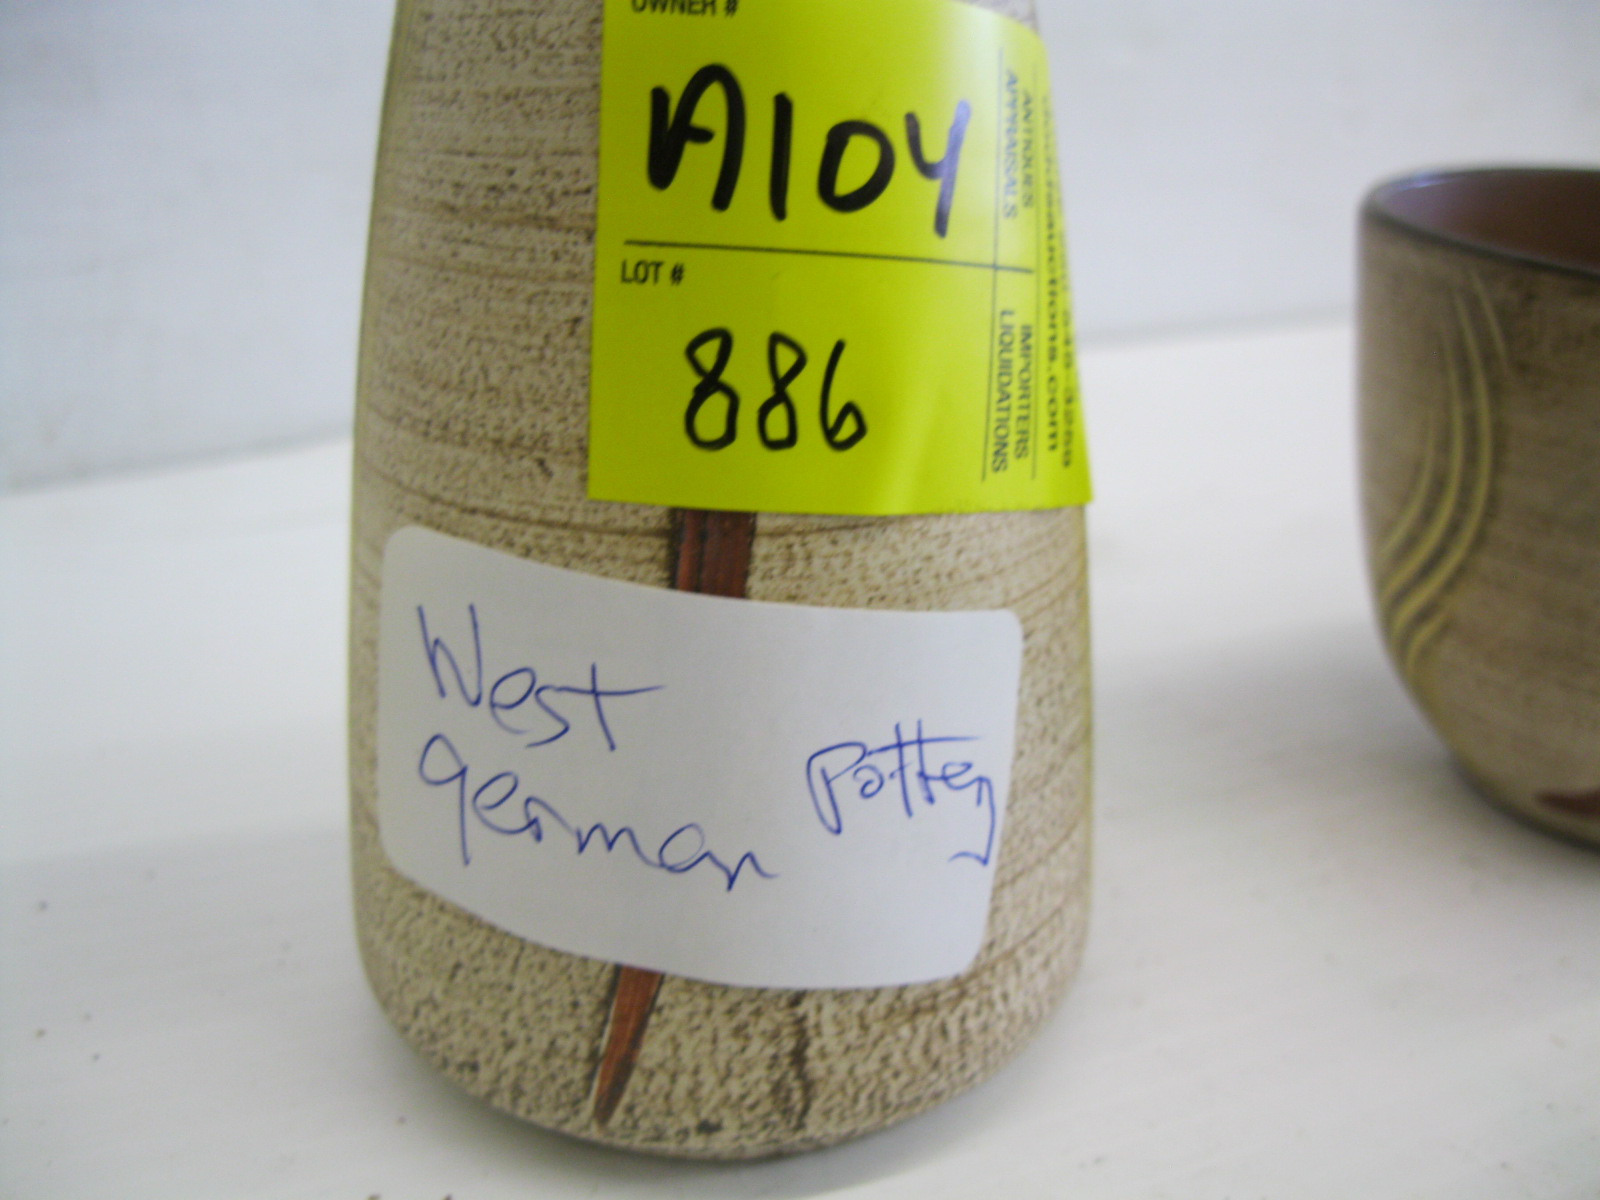 OWNER #
A104
LOT #
886
ANTIQUES
APPRAISALS
IMPORTERS
LIQUIDATIONS
West
german
Pottery